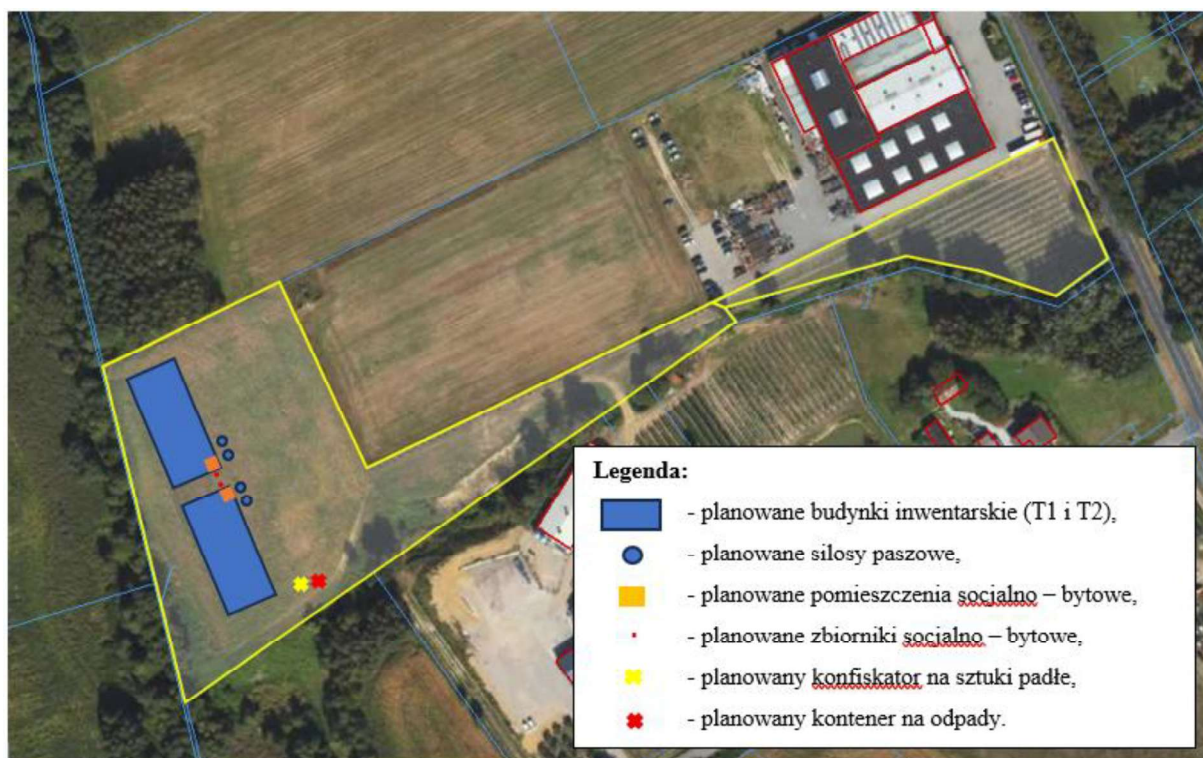 Legenda:
- planowane budynki inwentarskie (T1 i T2),
- planowane silosy paszowe,
- planowane pomieszczenia socjalno – bytowe,
- planowane zbiorniki socjalno – bytowe,
- planowany konfiskator na sztuki padłe,
- planowany kontener na odpady.